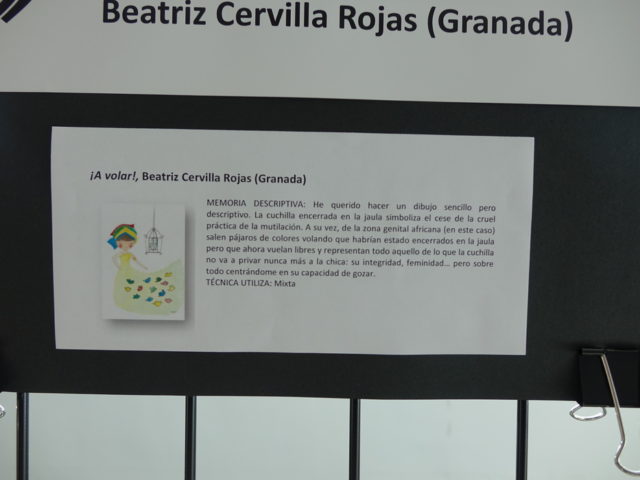 Beatriz Cervilla Rojas (Granada)
¡A volar!, Beatriz Cervilla Rojas (Granada)
MEMORIA DESCRIPTIVA: He querido hacer un dibujo sencillo pero
descriptivo. La cuchilla encerrada en la jaula simboliza el cese de la cruel
práctica de la mutilación. A su vez, de la zona genital africana (en este caso)
salen pájaros de colores volando que habrían estado encerrados en la jaula
pero que ahora vuelan libres y representan todo aquello de lo que la cuchilla
no va a privar nunca más a la chica: su integridad, feminidad... pero sobre
todo centrándome en su capacidad de gozar.
TÉCNICA UTILIZA: Mixta